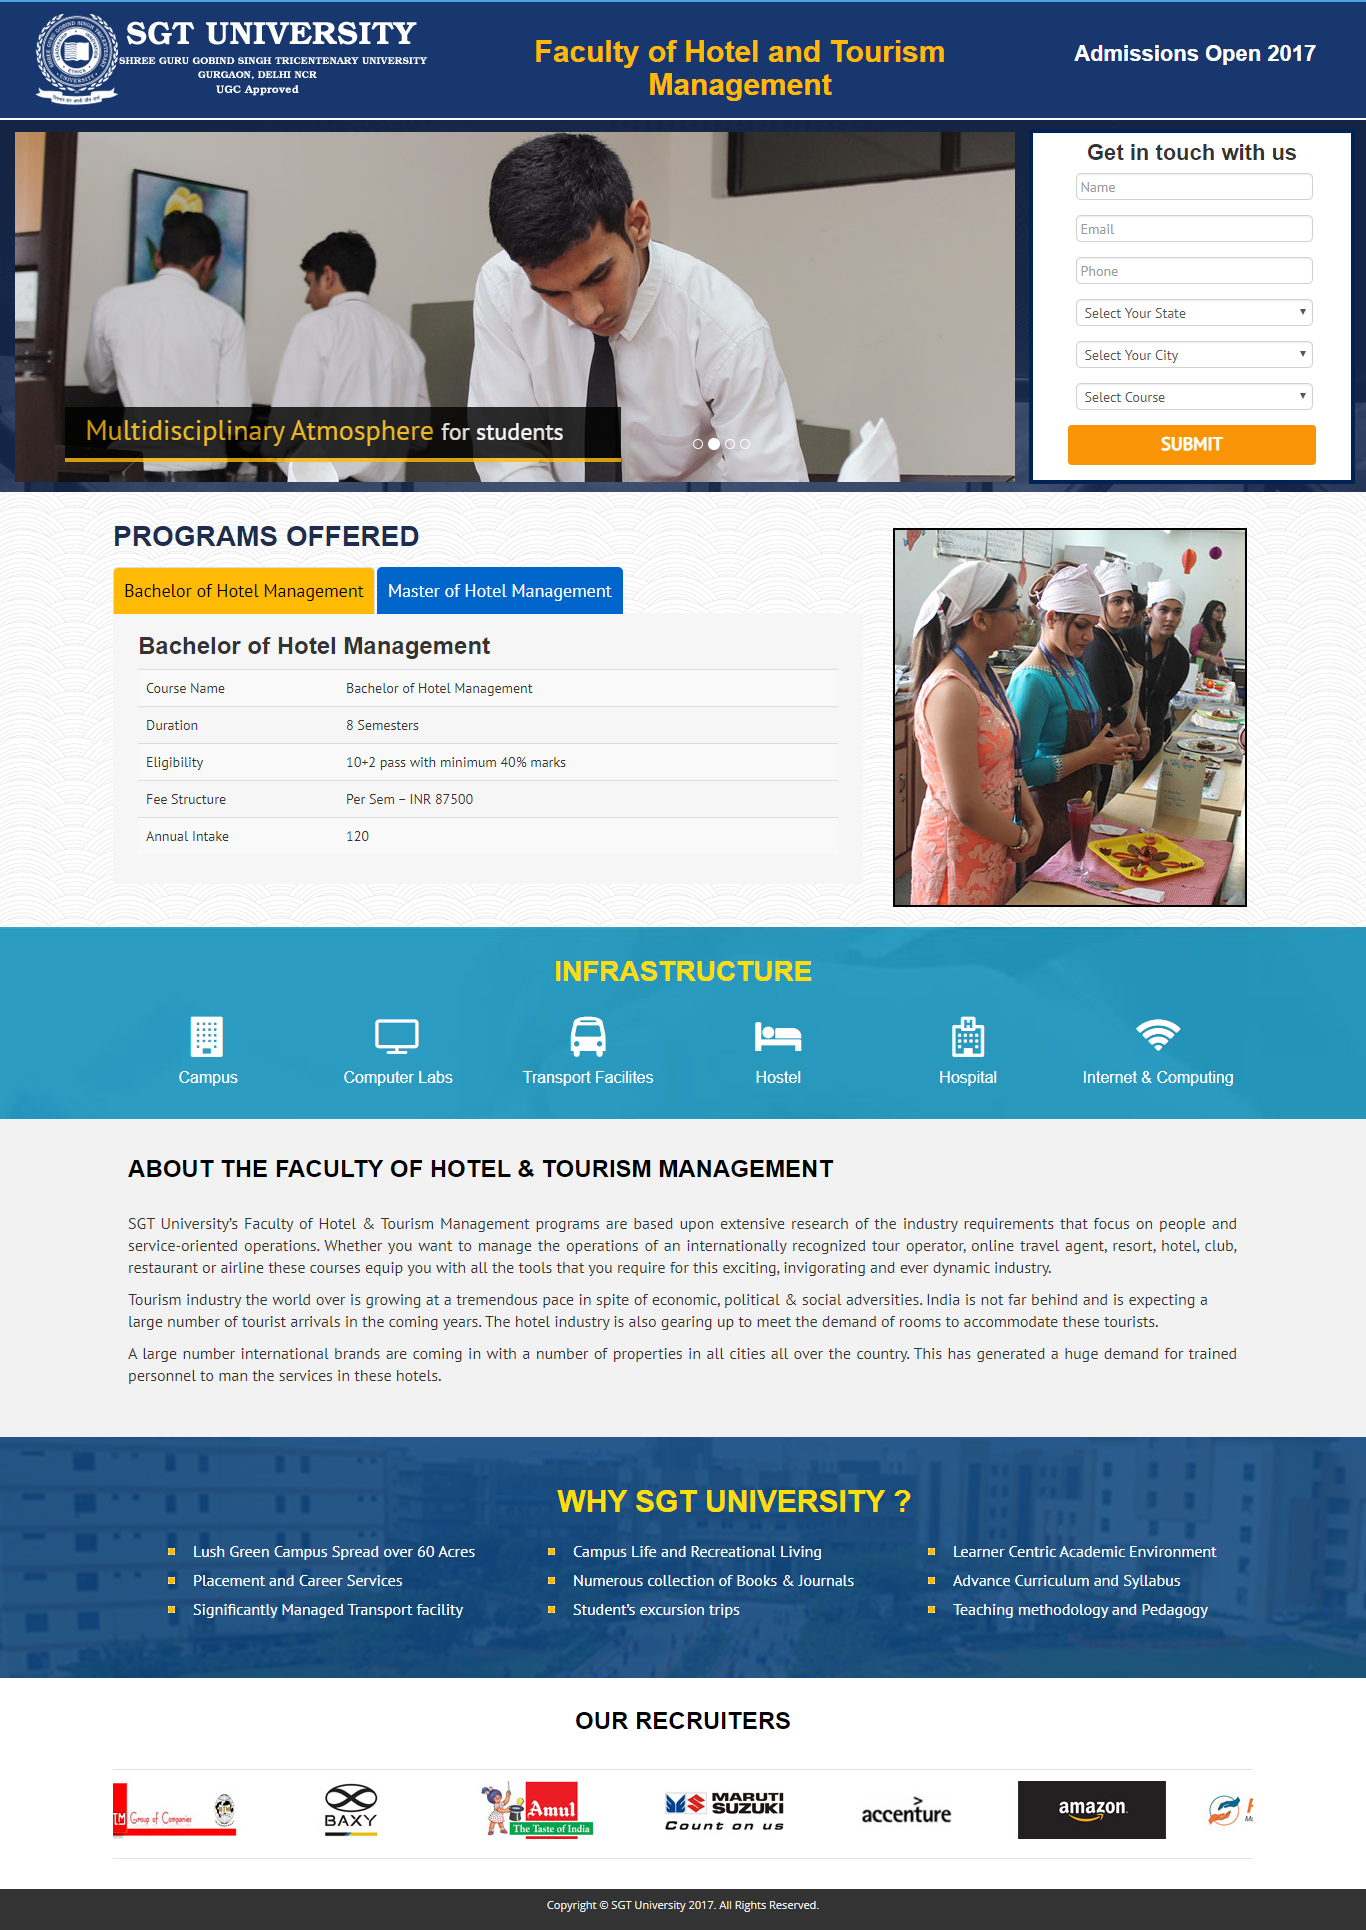 SGT UNIVERSITY
SHREE GURU GOBIND SINGH TRICENTENARY UNIVERSITY
GURGAON, DELHI NCR
UGC Approved
Faculty of Hotel and Tourism
Management
Admissions Open 2017
Multidisciplinary Atmosphere for students
Get in touch with us
Name
Email
Phone
Select Your State
Select Your City
Select Course
SUBMIT
PROGRAMS OFFERED
Bachelor of Hotel Management
Master of Hotel Management
Bachelor of Hotel Management
Course Name Bachelor of Hotel Management
Duration 8 Semesters
Eligibility 10+2 pass with minimum 40% marks
Fee Structure Per Sem – INR 87500
Annual Intake 120
INFRASTRUCTURE
Campus
Computer Labs
Transport Facilites
Hostel
H
Hospital
Internet & Computing
ABOUT THE FACULTY OF HOTEL & TOURISM MANAGEMENT
SGT University's Faculty of Hotel & Tourism Management programs are based upon extensive research of the industry requirements that focus on people and
service-oriented operations. Whether you want to manage the operations of an internationally recognized tour operator, online travel agent, resort, hotel, club,
restaurant or airline these courses equip you with all the tools that you require for this exciting, invigorating and ever dynamic industry.
Tourism industry the world over is growing at a tremendous pace in spite of economic, political & social adversities. India is not far behind and is expecting a
large number of tourist arrivals in the coming years. The hotel industry is also gearing up to meet the demand of rooms to accommodate these tourists.
A large number international brands are coming in with a number of properties in all cities all over the country. This has generated a huge demand for trained
personnel to man the services in these hotels.
WHY SGT UNIVERSITY ?
Lush Green Campus Spread over 60 Acres
Placement and Career Services
Significantly Managed Transport facility
Campus Life and Recreational Living
Numerous collection of Books & Journals
Student's excursion trips
Learner Centric Academic Environment
Advance Curriculum and Syllabus
Teaching methodology and Pedagogy
OUR RECRUITERS
TM Group of Companies
BAXY
Amul
The Taste of India
MARUTI
SUZUKI
Count on us
accenture
amazon
Copyright © SGT University 2017. All Rights Reserved.